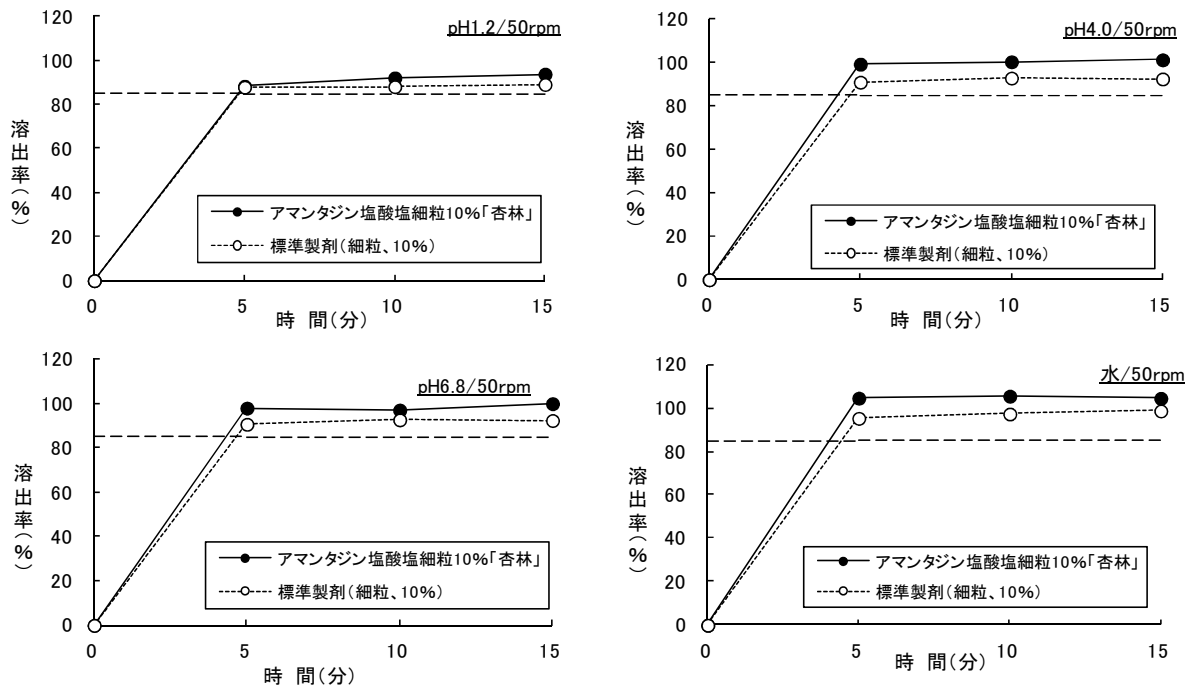 pH1.2/50rpm
120
100
80
60
40
20
0
溶出率(%)
アマンタジン塩酸塩細粒10%「杏林」
標準製剤(細粒、10%)
0 5 10 15
時 間(分)
pH4.0/50rpm
120
100
80
60
40
20
0
溶出率(%)
アマンタジン塩酸塩細粒10%「杏林」
標準製剤(細粒、10%)
0 5 10 15
時 間(分)
pH6.8/50rpm
120
100
80
60
40
20
0
溶出率(%)
アマンタジン塩酸塩細粒10%「杏林」
標準製剤(細粒、10%)
0 5 10 15
時 間(分)
水/50rpm
120
100
80
60
40
20
0
溶出率(%)
アマンタジン塩酸塩細粒10%「杏林」
標準製剤(細粒、10%)
0 5 10 15
時 間(分)